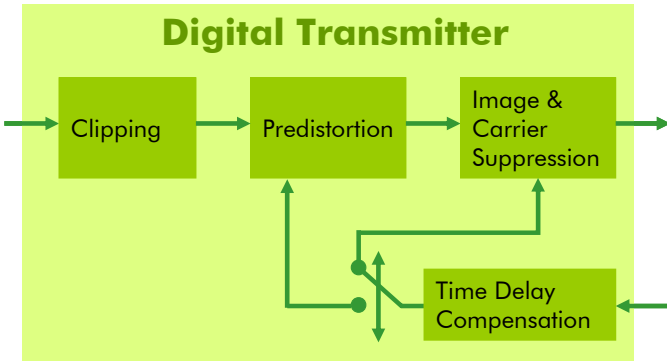 Digital Transmitter
Clipping
Predistortion
Image &
Carrier
Suppression
Time Delay
Compensation